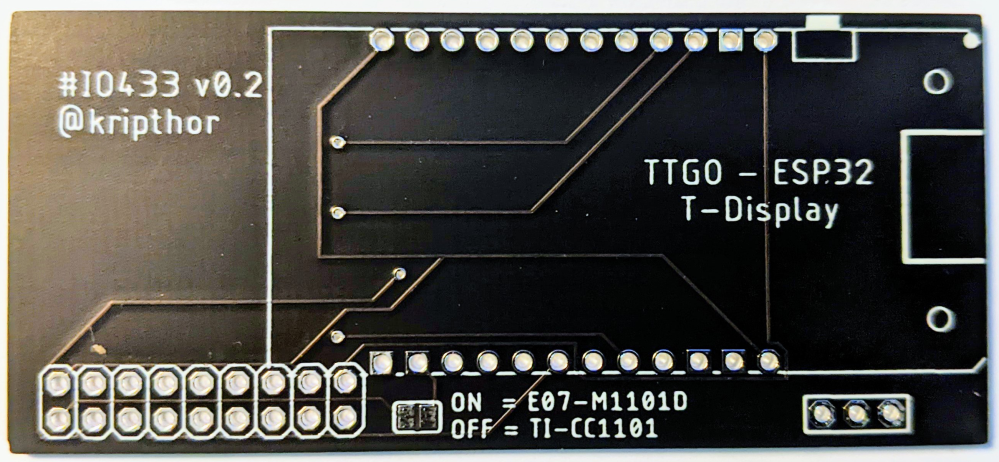 #IO433 v0.2
@kripthor
TTGO - ESP32
T-Display
ON = E07-M1101D
OFF = TI-CC1101